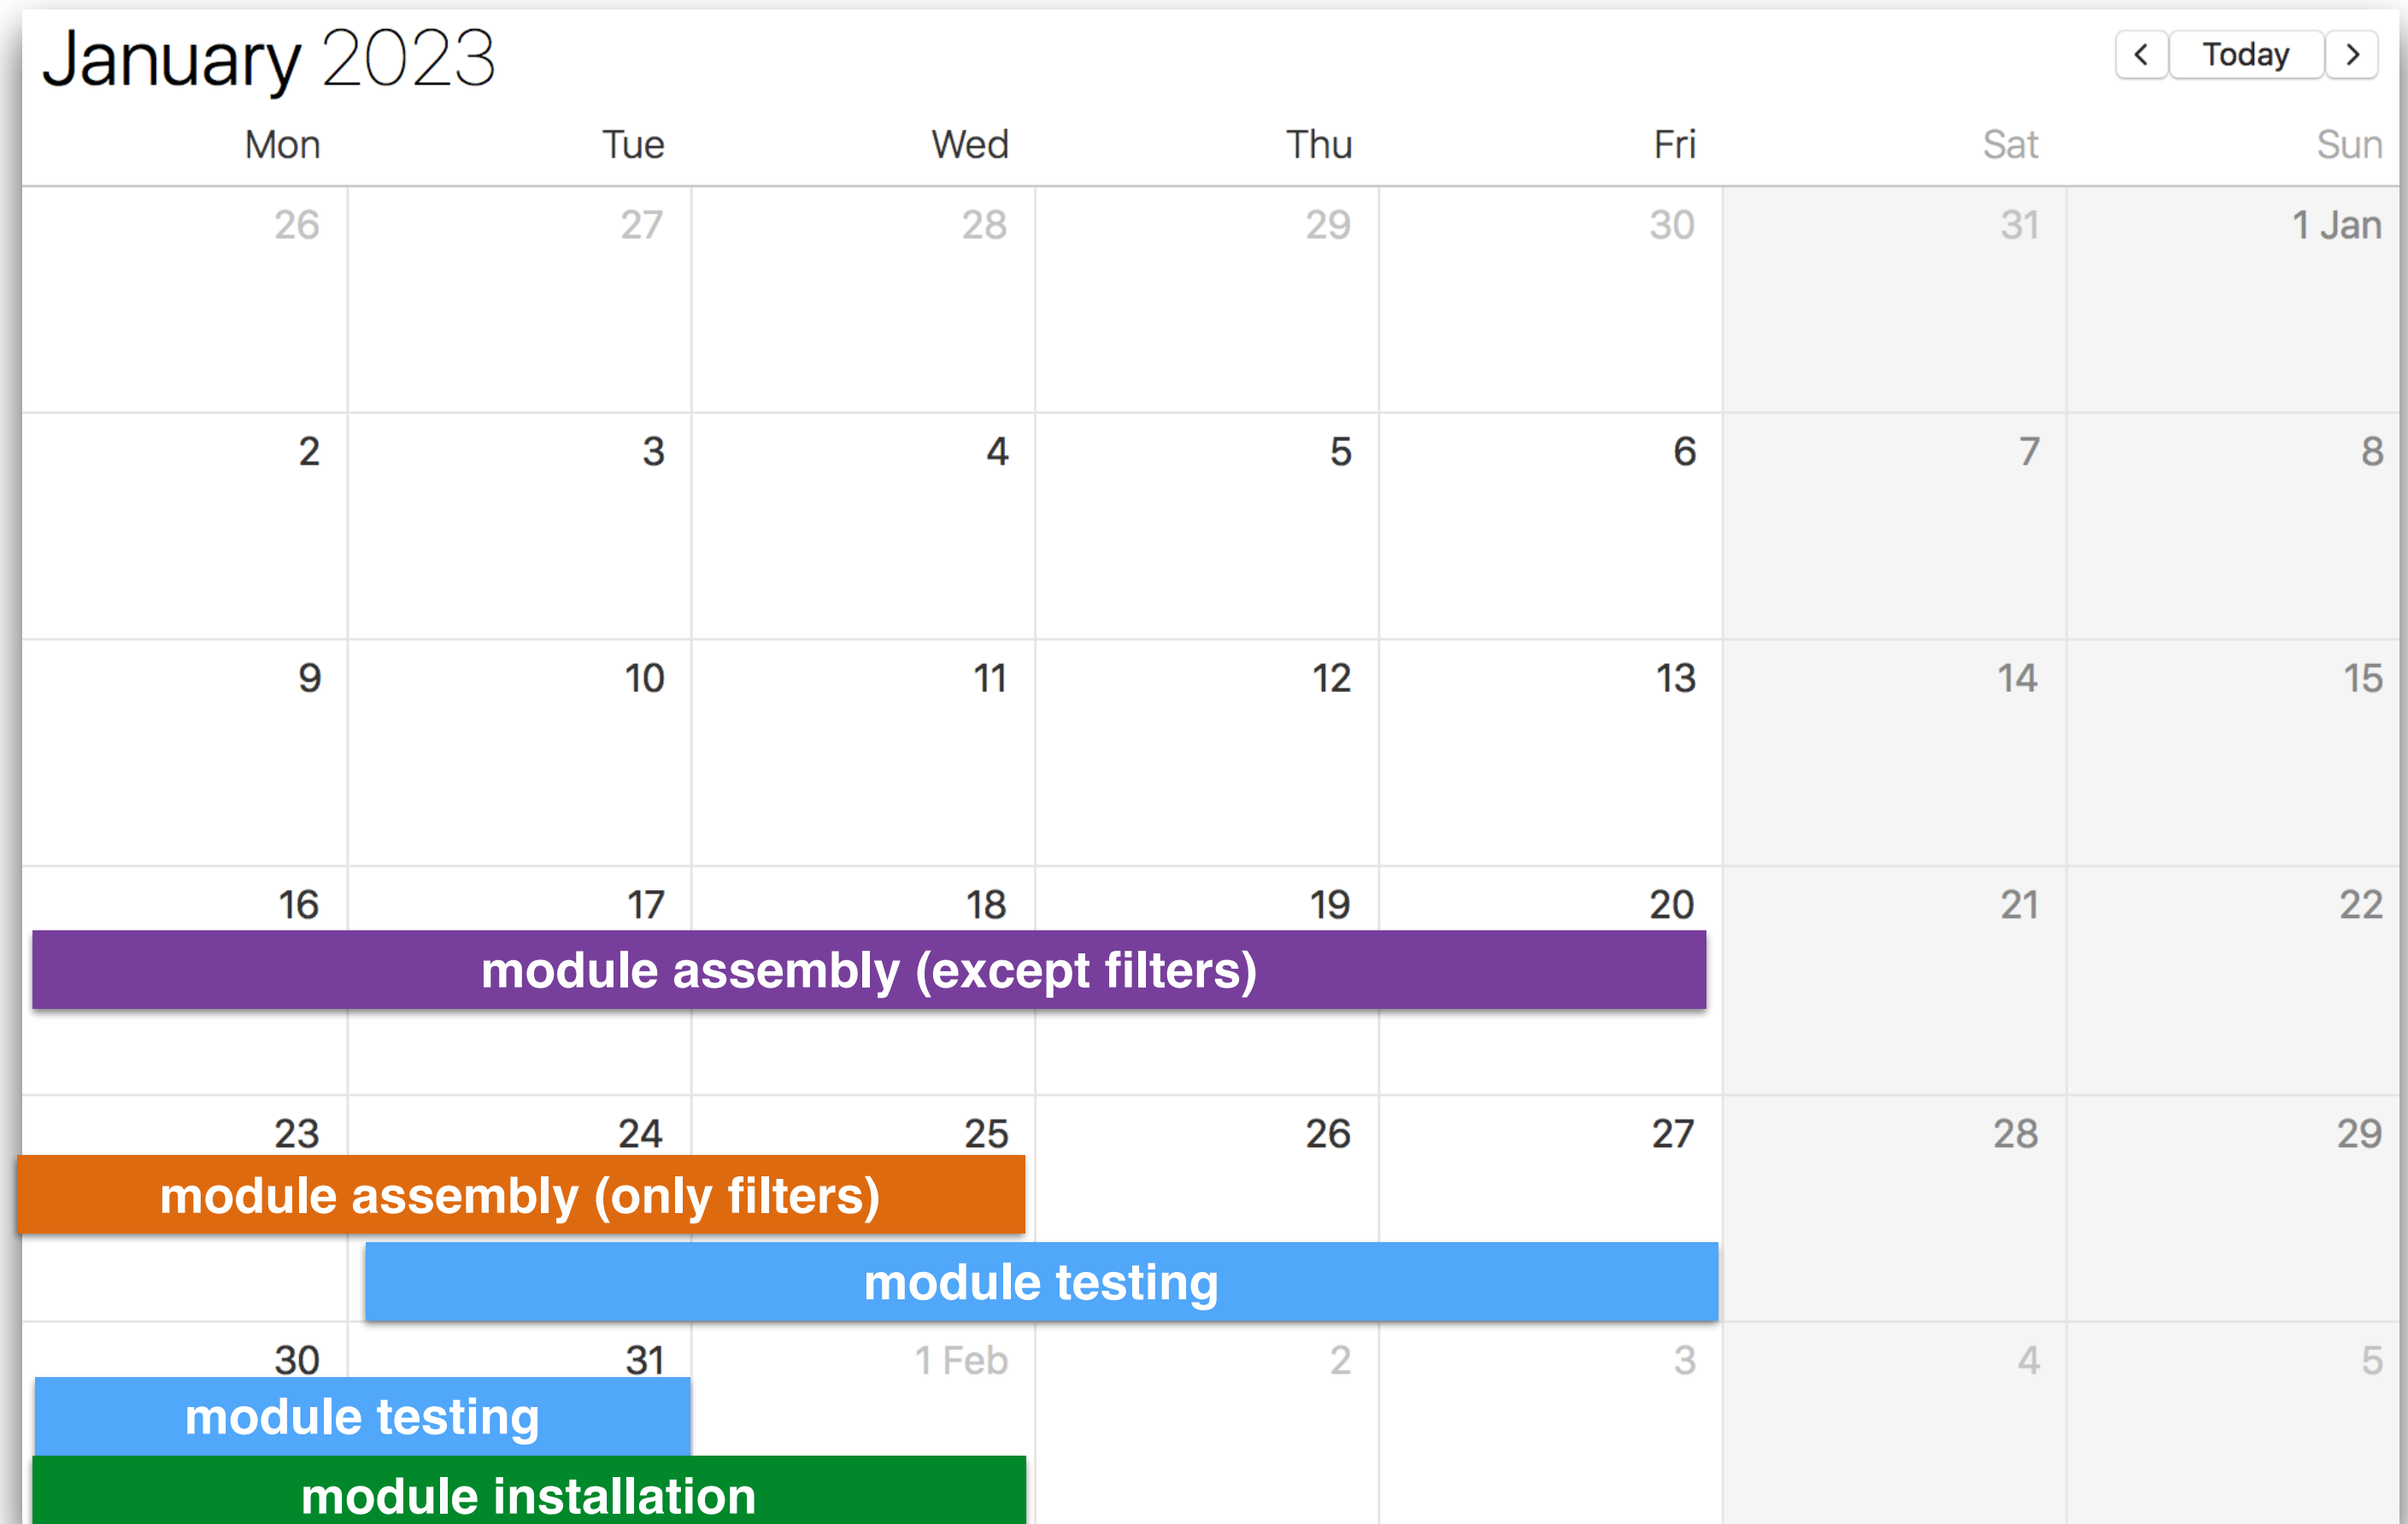 January 2023
Today
Mon Tue Wed Thu Fri Sat Sun
26 27 28 29 30 31 1 Jan
2 3 4 5 6 7 8
9 10 11 12 13 14 15
16 17 18 19 20 21 22
module assembly (except filters)
23 24 25 26 27 28 29
module assembly (only filters)
module testing
30 31 1 Feb 2 3 4 5
module testing
module installation